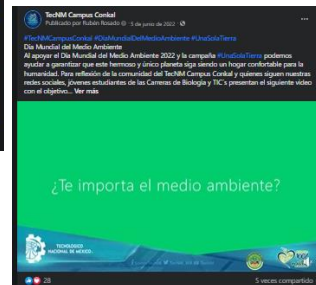 TecNM Campus Conkal
Publicado por Rubén Rosado
5 de junio de 2022
#TecNMCampusConkal #DíaMundialDelMedioAmbiente #UnaSolaTierra
Día Mundial del Medio Ambiente
Al apoyar el Día Mundial del Medio Ambiente 2022 y la campaña #UnaSolaTierra podemos
ayudar a garantizar que este hermoso y único planeta siga siendo un hogar confortable para la
humanidad. Para reflexión de la comunidad del TecNM Campus Conkal y quienes siguen nuestras
redes sociales, jóvenes estudiantes de las Carreras de Biología y TIC's presentan el siguiente video
con el objetivo... Ver más
¿Te importa el medio ambiente?
TECNOLÓGICO
NACIONAL DE MÉXICO
28
5 veces compartido